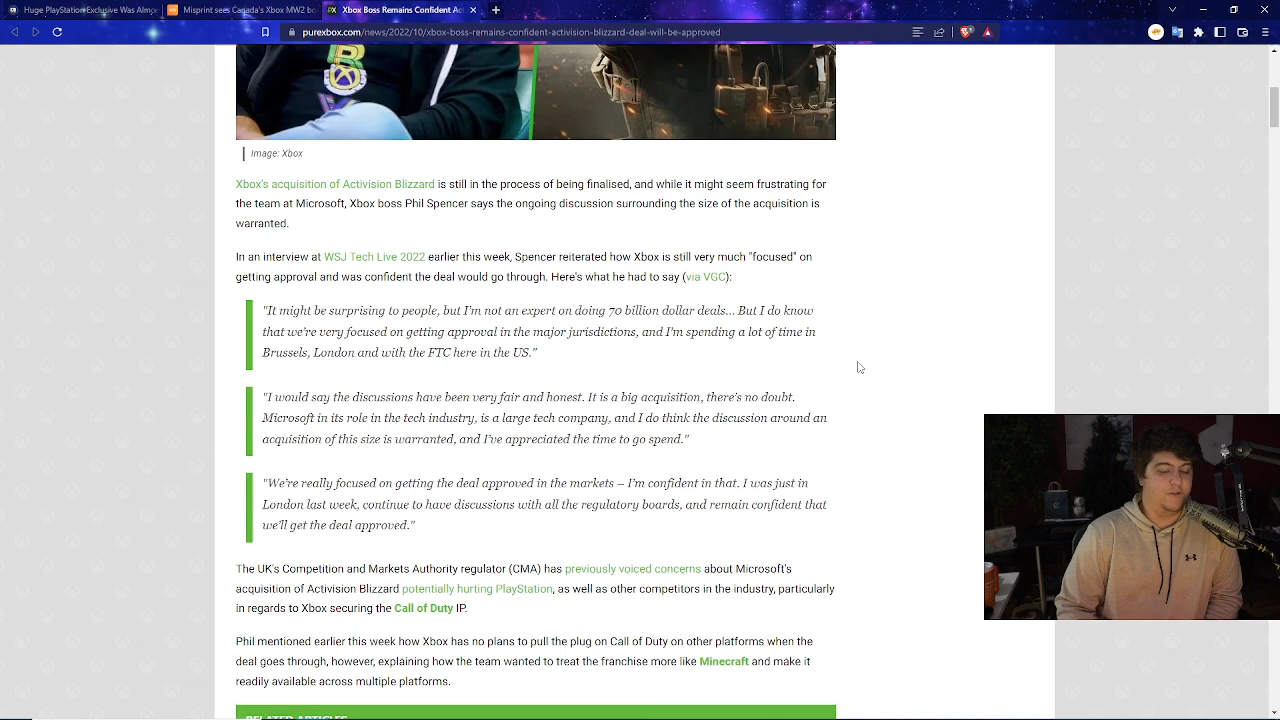 Huge PlayStation Exclusive Was Almo
Misprint sees Canada's Xbox MW2 bo
Xbox Boss Remains Confident Ac
purexbox.com/news/2022/10/xbox-boss-remains-confident-activision-blizzard-deal-will-be-approved
Image: Xbox
Xbox's acquisition of Activision Blizzard is still in the process of being finalised, and while it might seem frustrating for
the team at Microsoft, Xbox boss Phil Spencer says the ongoing discussion surrounding the size of the acquisition is
warranted.
In an interview at WSJ Tech Live 2022 earlier this week, Spencer reiterated how Xbox is still very much "focused" on
getting approval and was confident the deal would go through. Here's what he had to say (via VGC):
"It might be surprising to people, but I'm not an expert on doing 70 billion dollar deals... But I do know
that we're very focused on getting approval in the major jurisdictions, and I'm spending a lot of time in
Brussels, London and with the FTC here in the US."
"I would say the discussions have been very fair and honest. It is a big acquisition, there's no doubt.
Microsoft in its role in the tech industry, is a large tech company, and I do think the discussion around an
acquisition of this size is warranted, and I've appreciated the time to go spend."
"We're really focused on getting the deal approved in the markets – I'm confident in that. I was just in
London last week, continue to have discussions with all the regulatory boards, and remain confident that
we'll get the deal approved."
The UK's Competition and Markets Authority regulator (CMA) has previously voiced concerns about Microsoft's
acquisition of Activision Blizzard potentially hurting PlayStation, as well as other competitors in the industry, particularly
in regards to Xbox securing the Call of Duty IP.
Phil mentioned earlier this week how Xbox has no plans to pull the plug on Call of Duty on other platforms when the
deal goes through, however, explaining how the team wanted to treat the franchise more like Minecraft and make it
readily available across multiple platforms.
RELATED ARTICLES